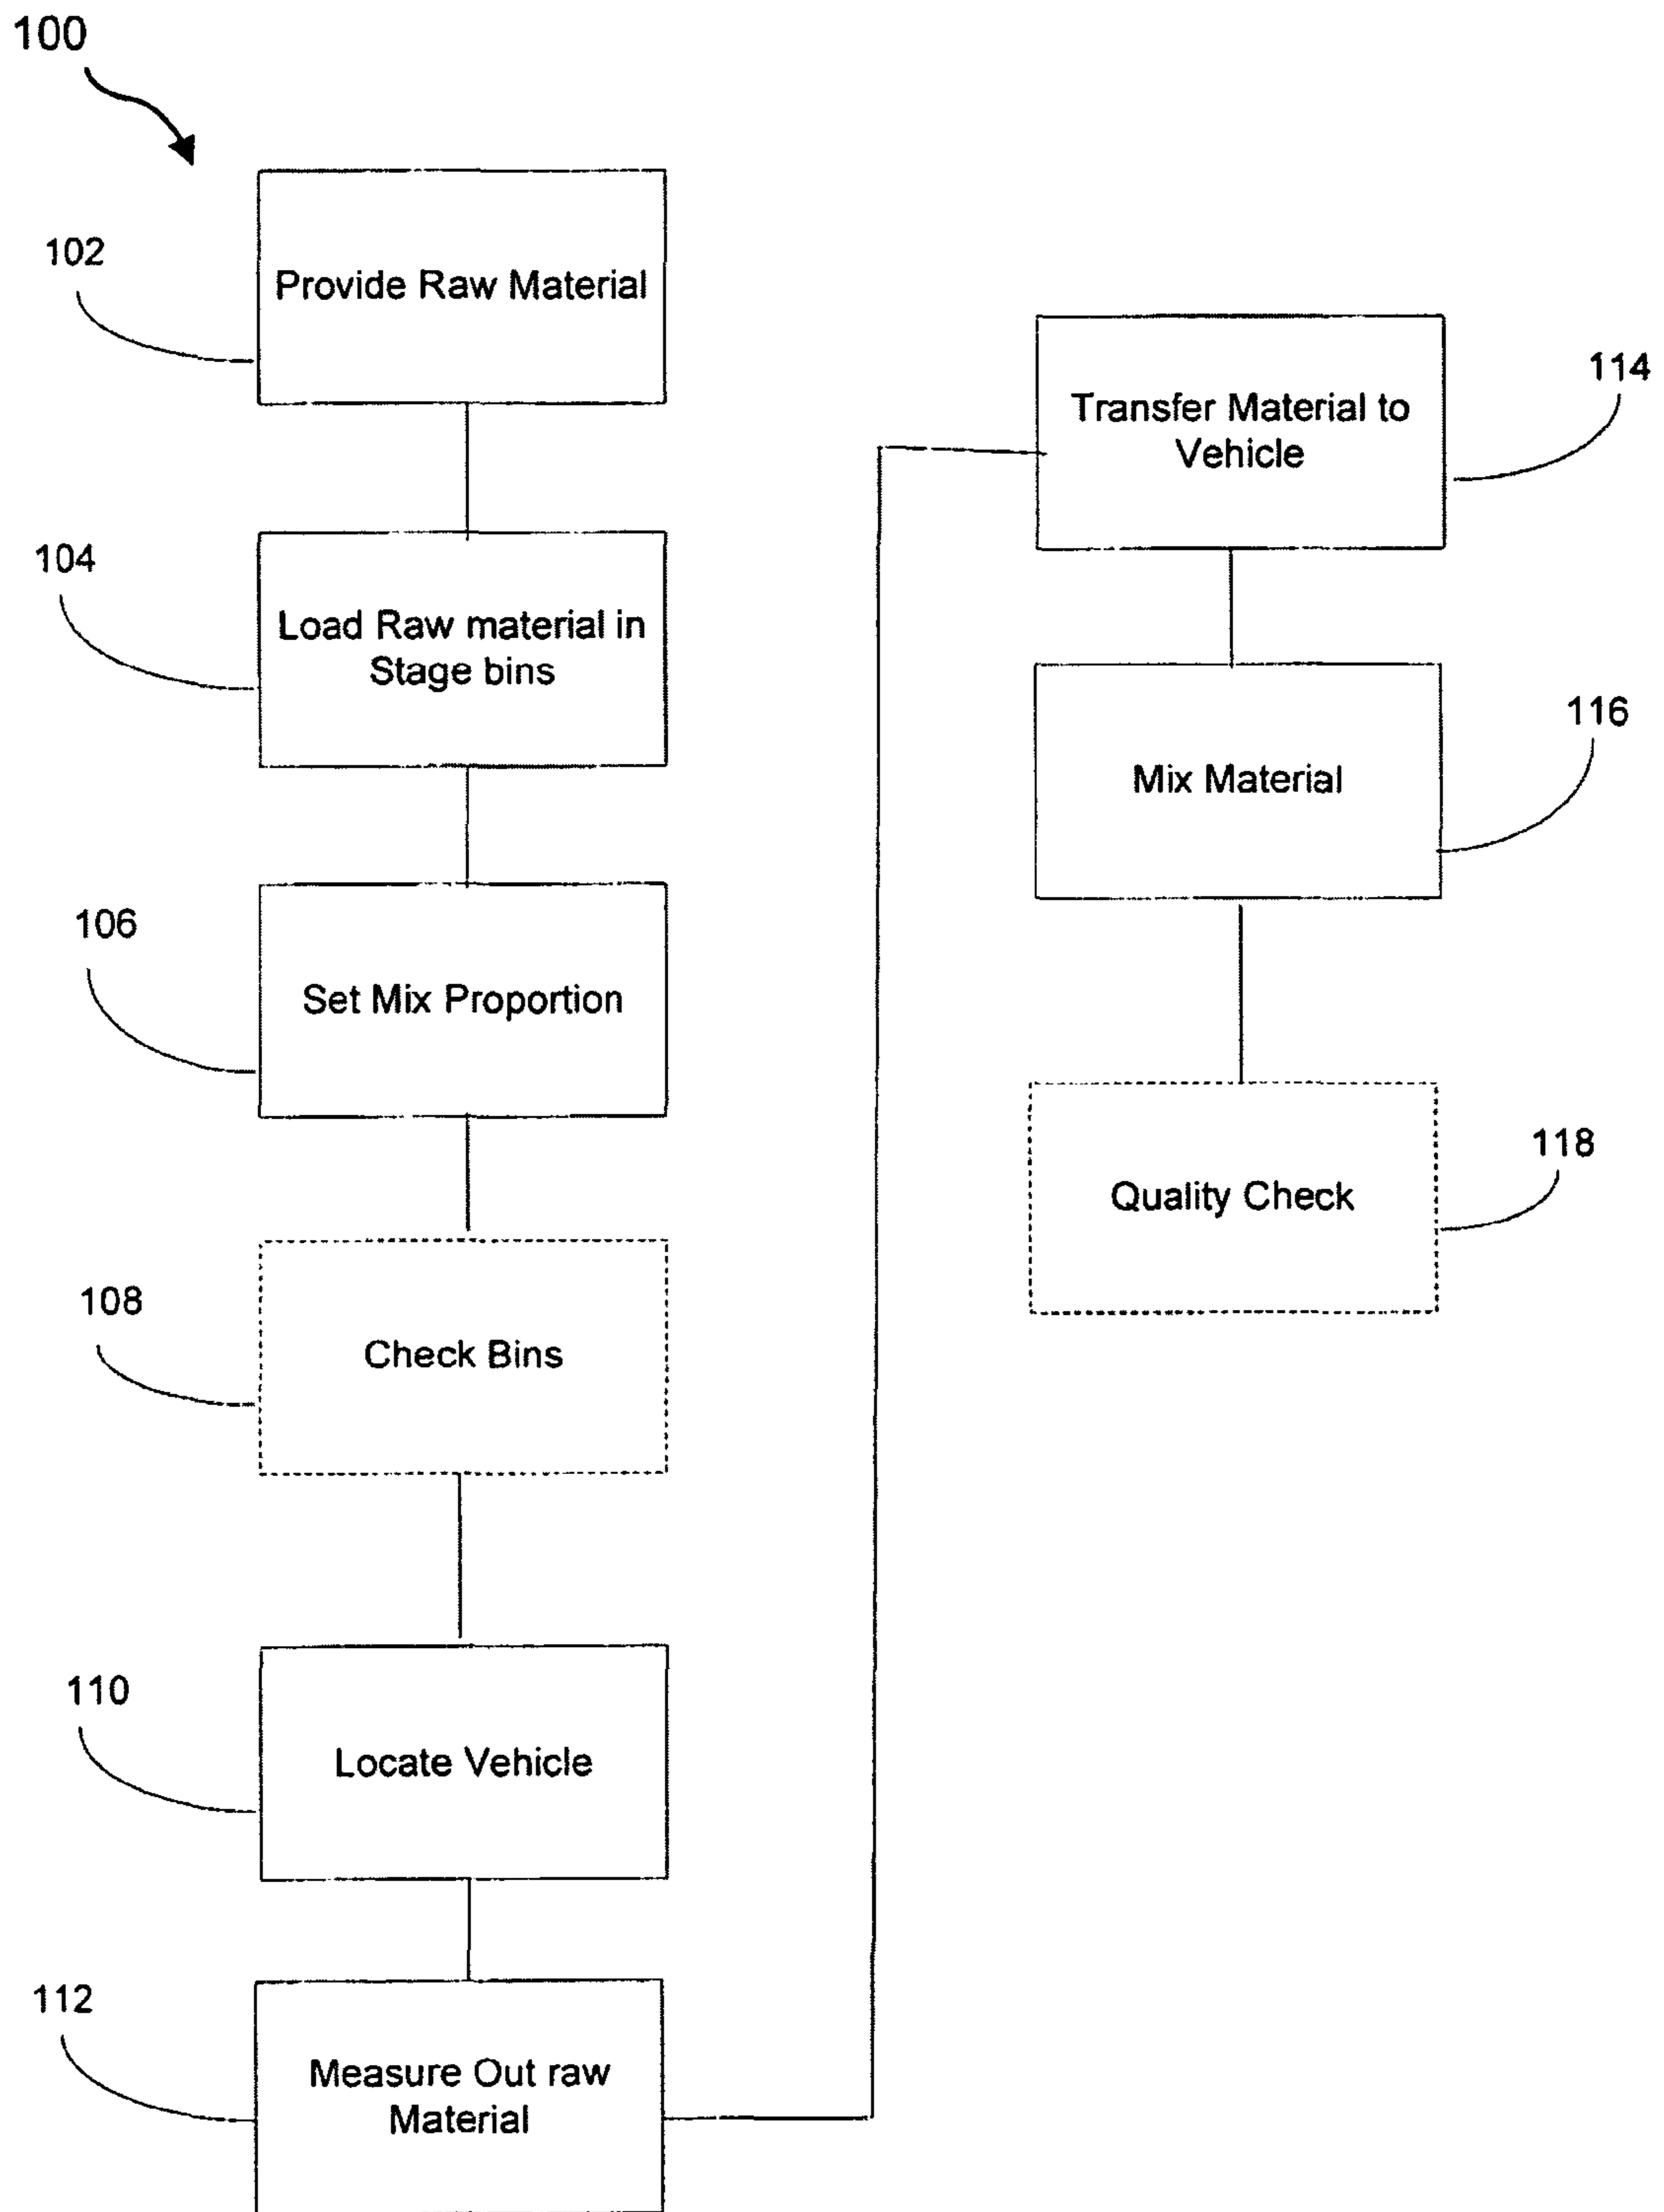 100
102
Provide Raw Material
104
Load Raw material in
Stage bins
106
Set Mix Proportion
108
Check Bins
110
Locate Vehicle
112
Measure Out raw
Material
114
Transfer Material to
Vehicle
116
Mix Material
118
Quality Check